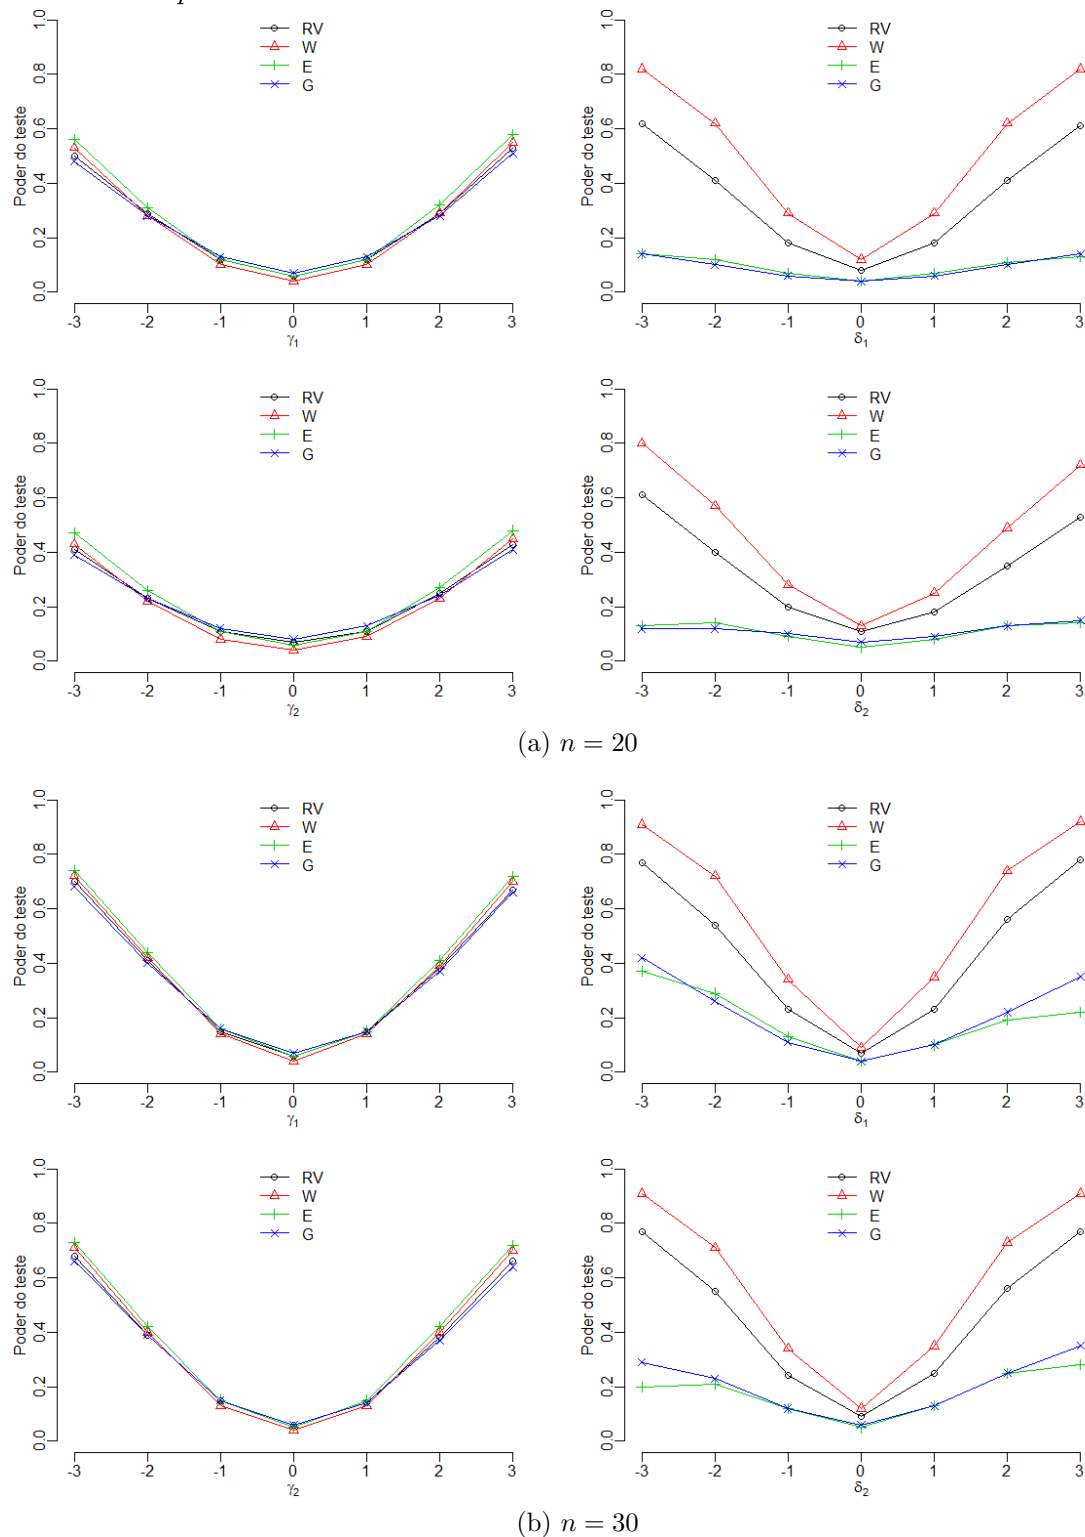 p
1.0
0.8
0.6
0.4
0.2
0.0
Poder do teste
RV
W
E
G
-3 -2 -1 0 1 2 3
γ1
1.0
0.8
0.6
0.4
0.2
0.0
Poder do teste
RV
W
E
G
-3 -2 -1 0 1 2 3
δ1
1.0
0.8
0.6
0.4
0.2
0.0
Poder do teste
RV
W
E
G
-3 -2 -1 0 1 2 3
γ2
1.0
0.8
0.6
0.4
0.2
0.0
Poder do teste
RV
W
E
G
-3 -2 -1 0 1 2 3
δ2
(a) n = 20
1.0
0.8
0.6
0.4
0.2
0.0
Poder do teste
RV
W
E
G
-3 -2 -1 0 1 2 3
γ1
1.0
0.8
0.6
0.4
0.2
0.0
Poder do teste
RV
W
E
G
-3 -2 -1 0 1 2 3
δ1
1.0
0.8
0.6
0.4
0.2
0.0
Poder do teste
RV
W
E
G
-3 -2 -1 0 1 2 3
γ2
1.0
0.8
0.6
0.4
0.2
0.0
Poder do teste
RV
W
E
G
-3 -2 -1 0 1 2 3
δ2
(b) n = 30